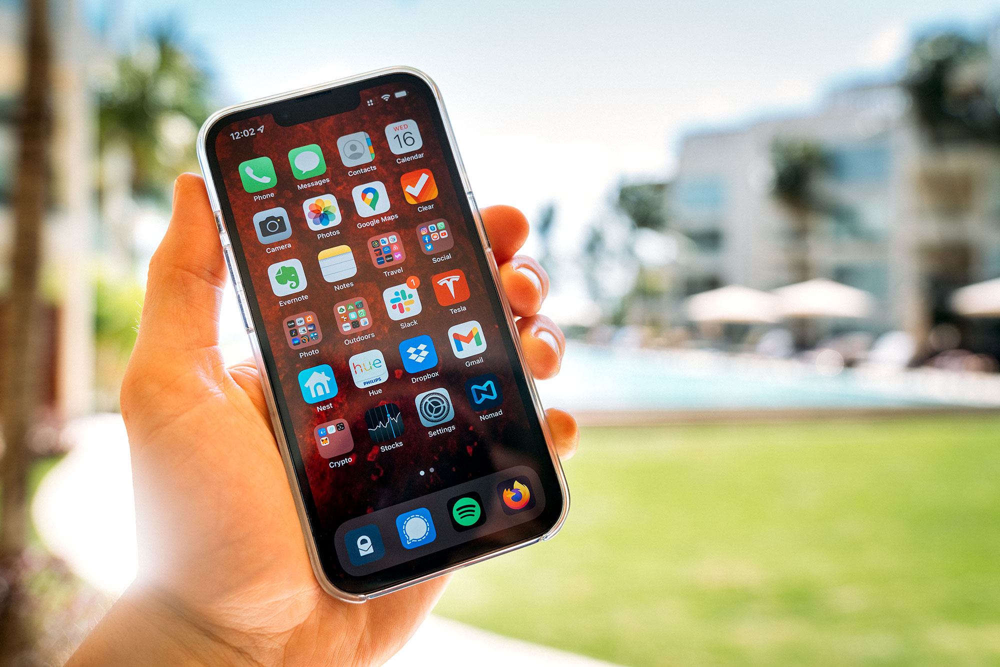 12:02
WED
16
Phone
Messages
Contacts
Calendar
Camera
Photos
Google Maps
Clear
Evernote
Notes
Travel
Social
Photo
Outdoors
1
Slack
Tesla
Nest
hue
PHILIPS
Hue
Dropbox
Gmail
Crypto
Stocks
Settings
Nomad